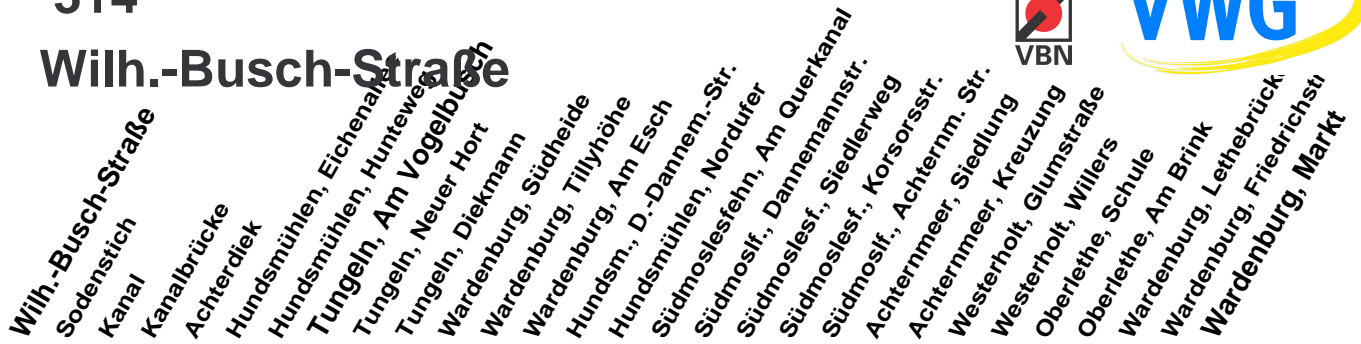 314
Wilh.-Busch-Straße
VBN
VWG
Wilh.-Busch-Straße
Sodenstich
Kanal
Kanalbrücke
Achterdiek
Hundsmühlen, Eichenallee
Hundsmühlen, Hunteweg
Tungeln, Am Vogelbusch
Tungeln, Neuer Hort
Tungeln, Diekmann
Wardenburg, Südheide
Wardenburg, Tillyhöhe
Wardenburg, Am Esch
Hundsm., D.-Dannem.-Str.
Hundsmühlen, Nordufer
Südmoslesfehn, Am Querkanal
Südmoslf., Dannemannstr.
Südmoslesf., Siedlerweg
Südmoslesf., Korsorsstr.
Südmoslf., Achternm. Str.
Achternmeer, Siedlung
Achternmeer, Kreuzung
Westerholt, Glumstraße
Westerholt, Willers
Oberlethe, Schule
Oberlethe, Am Brink
Wardenburg, Lethebrück
Wardenburg, Friedrichstr
Wardenburg, Markt